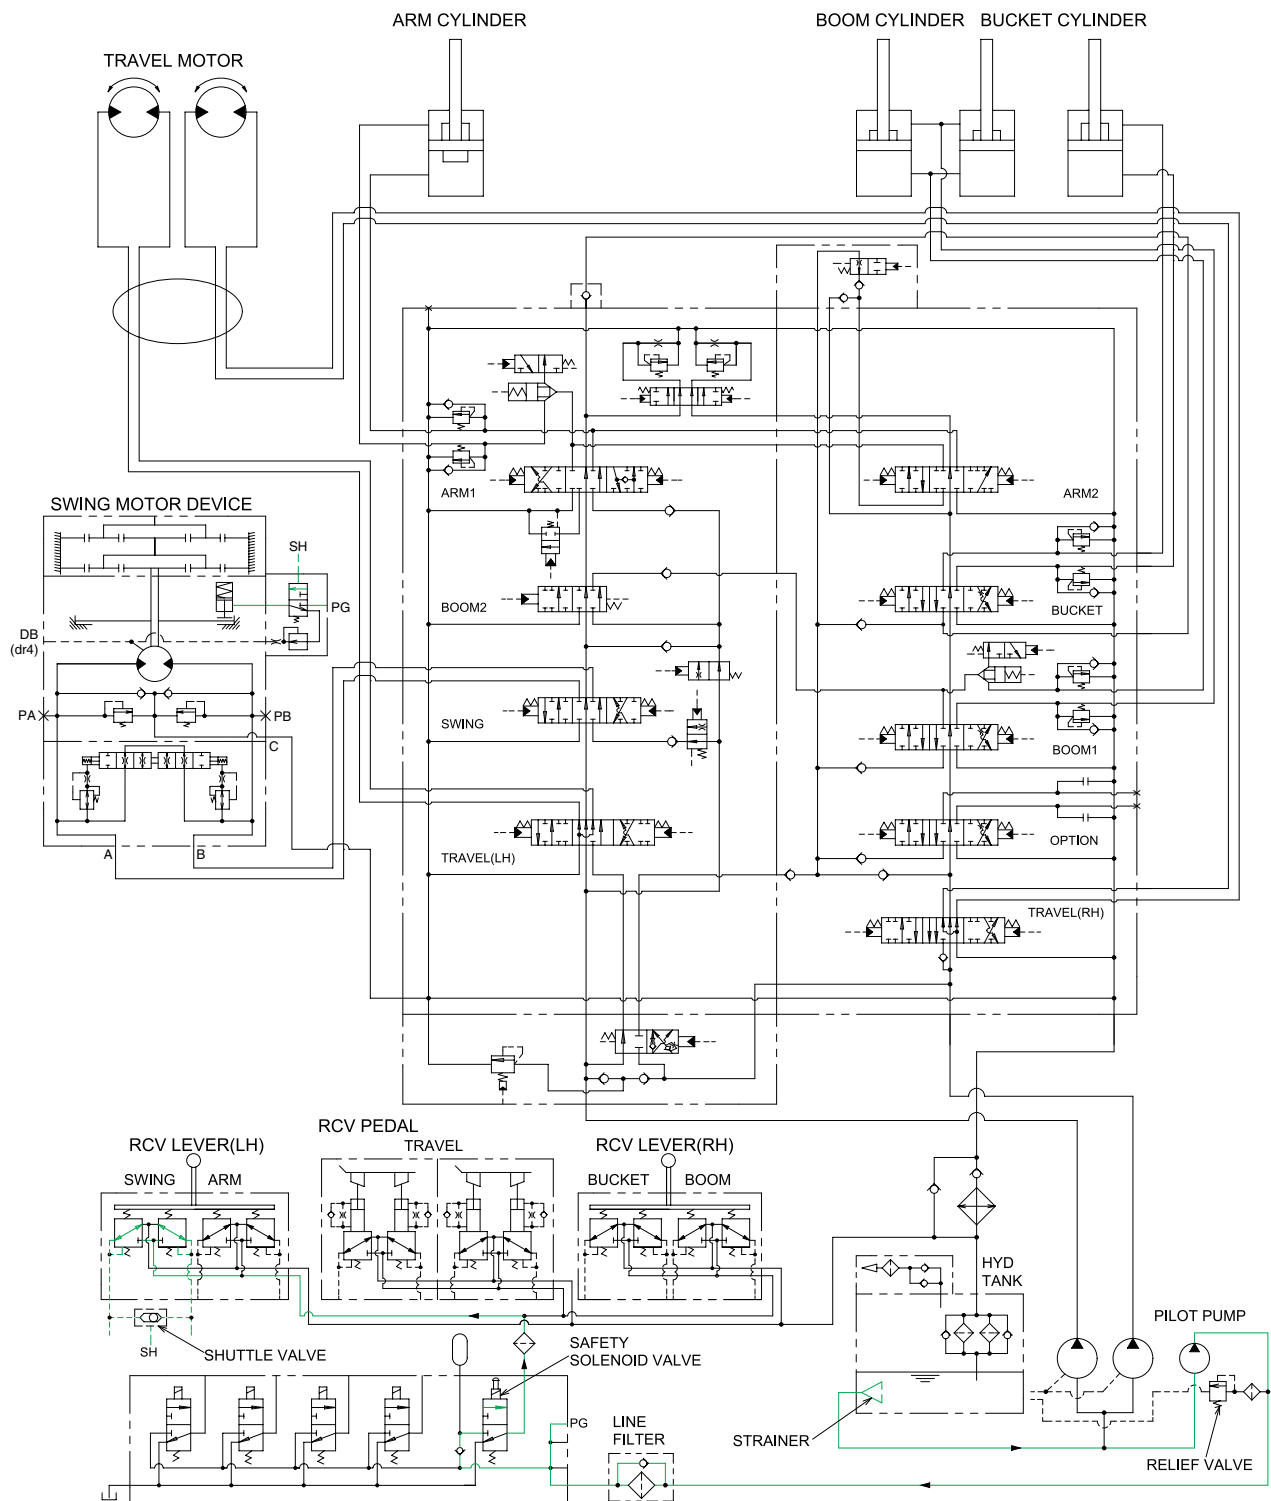 ARM CYLINDER
BOOM CYLINDER
BUCKET CYLINDER
TRAVEL MOTOR
ARM1
ARM2
SWING MOTOR DEVICE
SH
PG
BOOM2
BUCKET
DB
(dr4)
PA
PB
C
SWING
BOOM1
A
B
TRAVEL(LH)
OPTION
TRAVEL(RH)
RCV LEVER(LH)
RCV PEDAL
TRAVEL
RCV LEVER(RH)
SWING
ARM
BUCKET
BOOM
HYD
TANK
PILOT PUMP
SH
SHUTTLE VALVE
SAFETY
SOLENOID VALVE
PG
LINE
FILTER
STRAINER
RELIEF VALVE